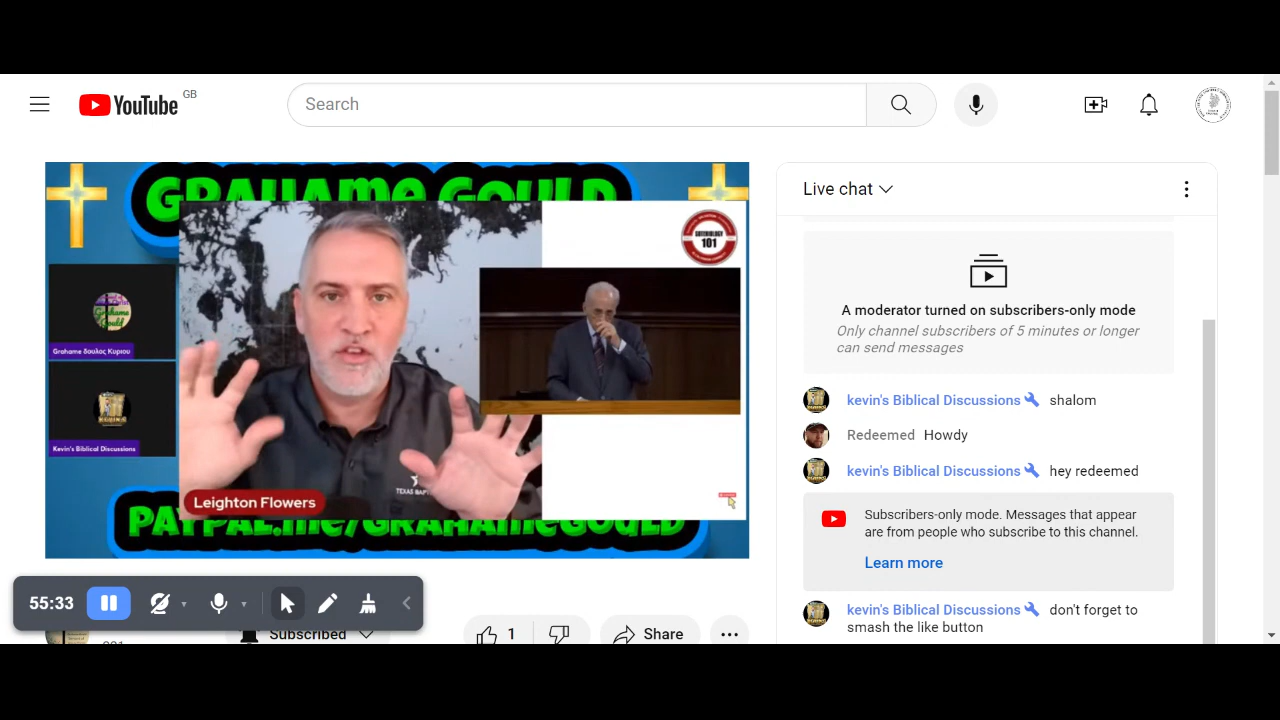 YouTube
GB
Search
GRAHAME GOULD
Live chat
101
A moderator turned on subscribers-only mode
Only channel subscribers of 5 minutes or longer
can send messages
Grahame δουλος Κυριου
kevin's Biblical Discussions shalom
Redeemed Howdy
Kevin's Biblical Discussions
kevin's Biblical Discussions hey redeemed
Leighton Flowers
TEXAS BAPT
PAYPAL.me/GRAHAMeGOULD
Subscribers-only mode. Messages that appear
are from people who subscribe to this channel.
Learn more
55:33
kevin's Biblical Discussions don't forget to
smash the like button
Subscribed
1
Share